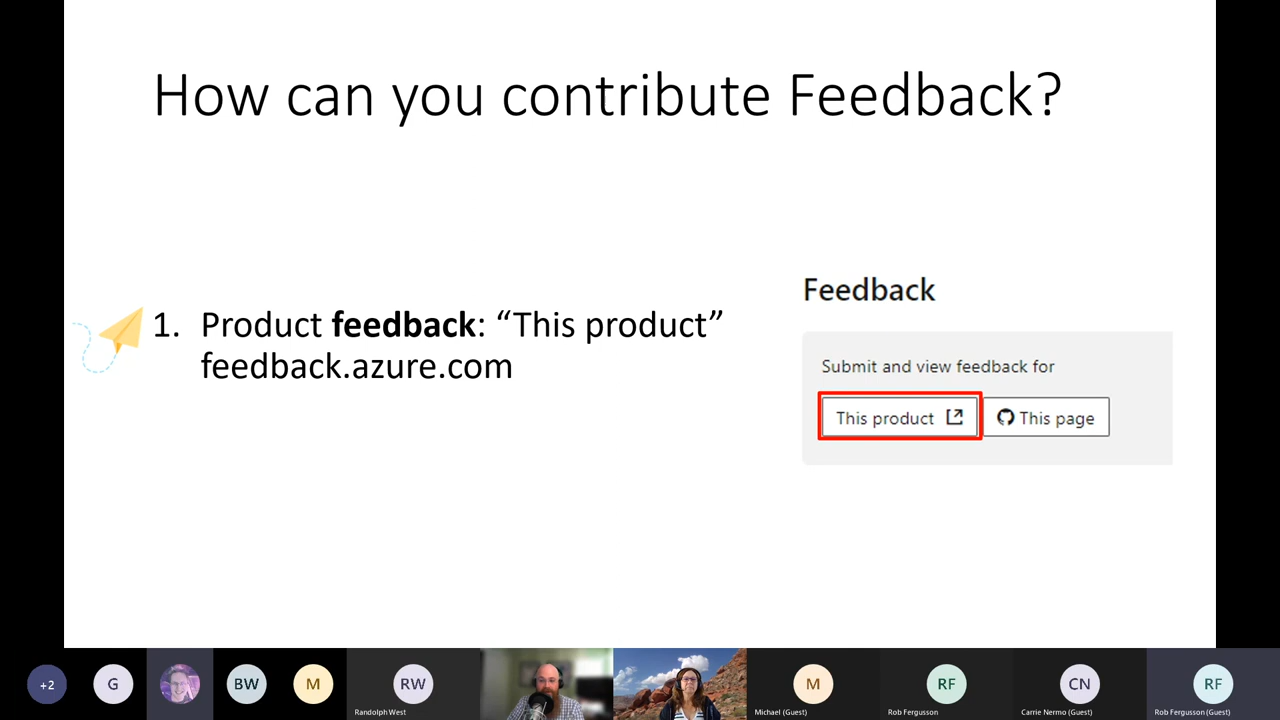 How can you contribute Feedback?
1. Product feedback: “This product”
feedback.azure.com
Feedback
Submit and view feedback for
This product
This page
+2
G
BW
M
RW
Randolph West
M
Michael (Guest)
RF
Rob Fergusson
CN
Carrie Nermo (Guest)
RF
Rob Fergusson (Guest)